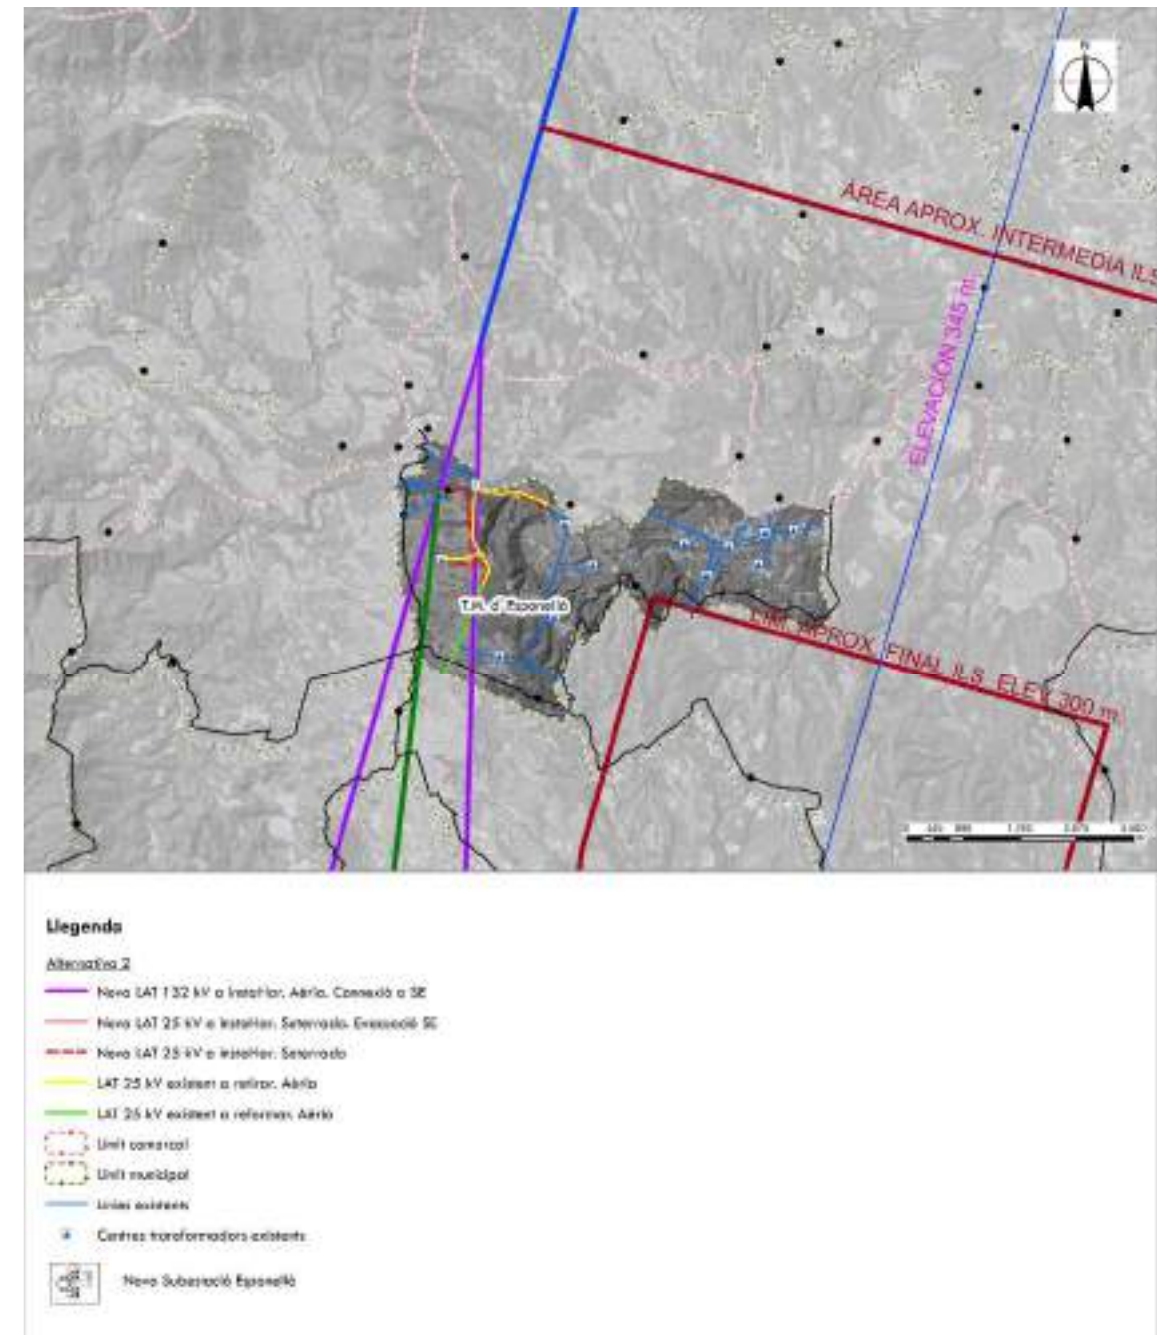 N
AREA APROX. INTERMEDIA ILS
ELEVACIÓN 345 m.
T.M. d' Esponellà
LIM. APROX. FINAL ILS ELEV. 300 m.
Llegenda
Alternativa 2
Nova LAT 132 kV a instal·lar. Aèria. Connexió a SE
Nova LAT 25 kV a instal·lar. Soterrada. Evacuació SE
Nova LAT 25 kV a instal·lar. Soterrada
LAT 25 kV existent a retirar. Aèria
LAT 25 kV existent a reformar. Aèria
Límit comarcal
Límit municipal
Línies existents
Centres transformadors existents
Nova Subestació Esponellà